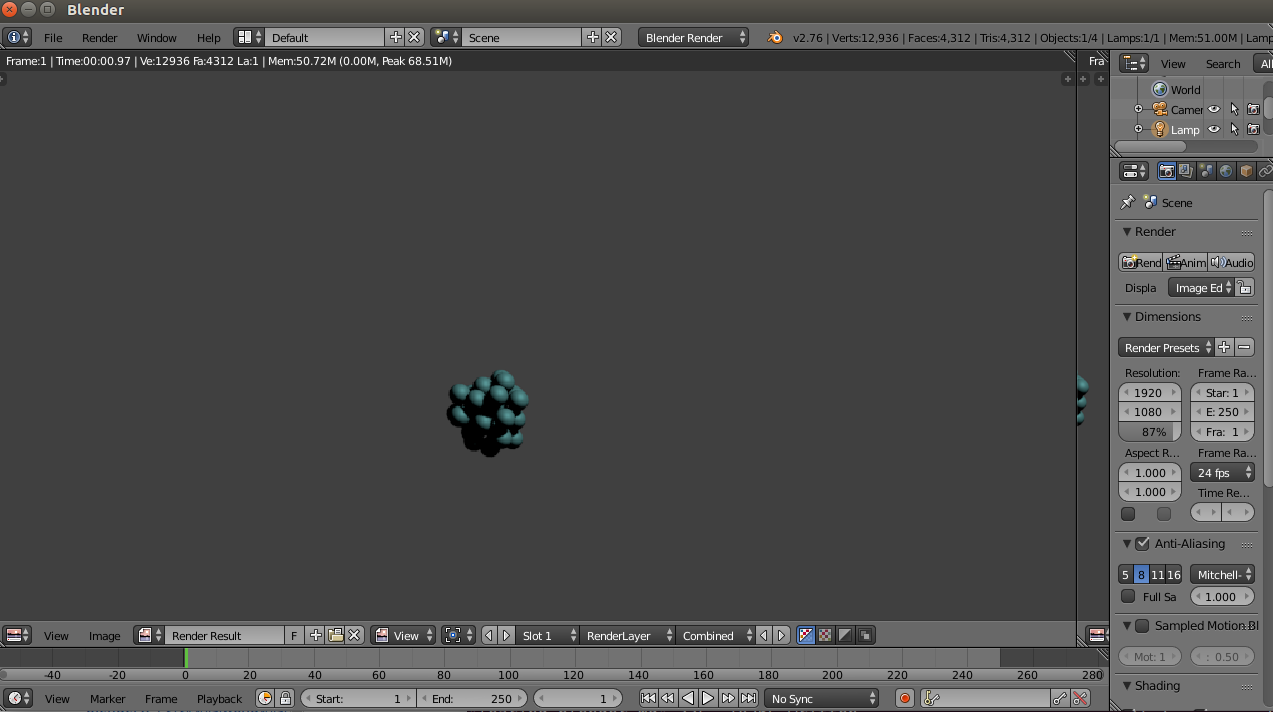 Blender
File Render Window Help Default Scene Blender Render v2.76 | Verts:12,936 | Faces:4,312 | Tris:4,312 | Objects:1/4 | Lamps:1/1 | Mem:51.00M | Lamp
Frame:1 | Time:00:00.97 | Ve:12936 Fa:4312 La:1 | Mem:50.72M (0.00M, Peak 68.51M)
Fra
View Search All
World
Camer
Lamp
Scene
Render
Rend Anim Audio
Displa Image Ed
Dimensions
Render Presets
Resolution: Frame Ra...
1920 Star: 1
1080 E: 250
87% Fra: 1
Aspect R... Frame Ra...
1.000 24 fps
1.000 Time Re...
Anti-Aliasing
5 8 11 16 Mitchell-
Full Sa 1.000
Sampled Motion Bl
Mot: 1 : 0.50
Shading
View Image Render Result F View Slot 1 RenderLayer Combined
-40 -20 0 20 40 60 80 100 120 140 160 180 200 220 240 260 280
View Marker Frame Playback Start: 1 End: 250 1 No Sync